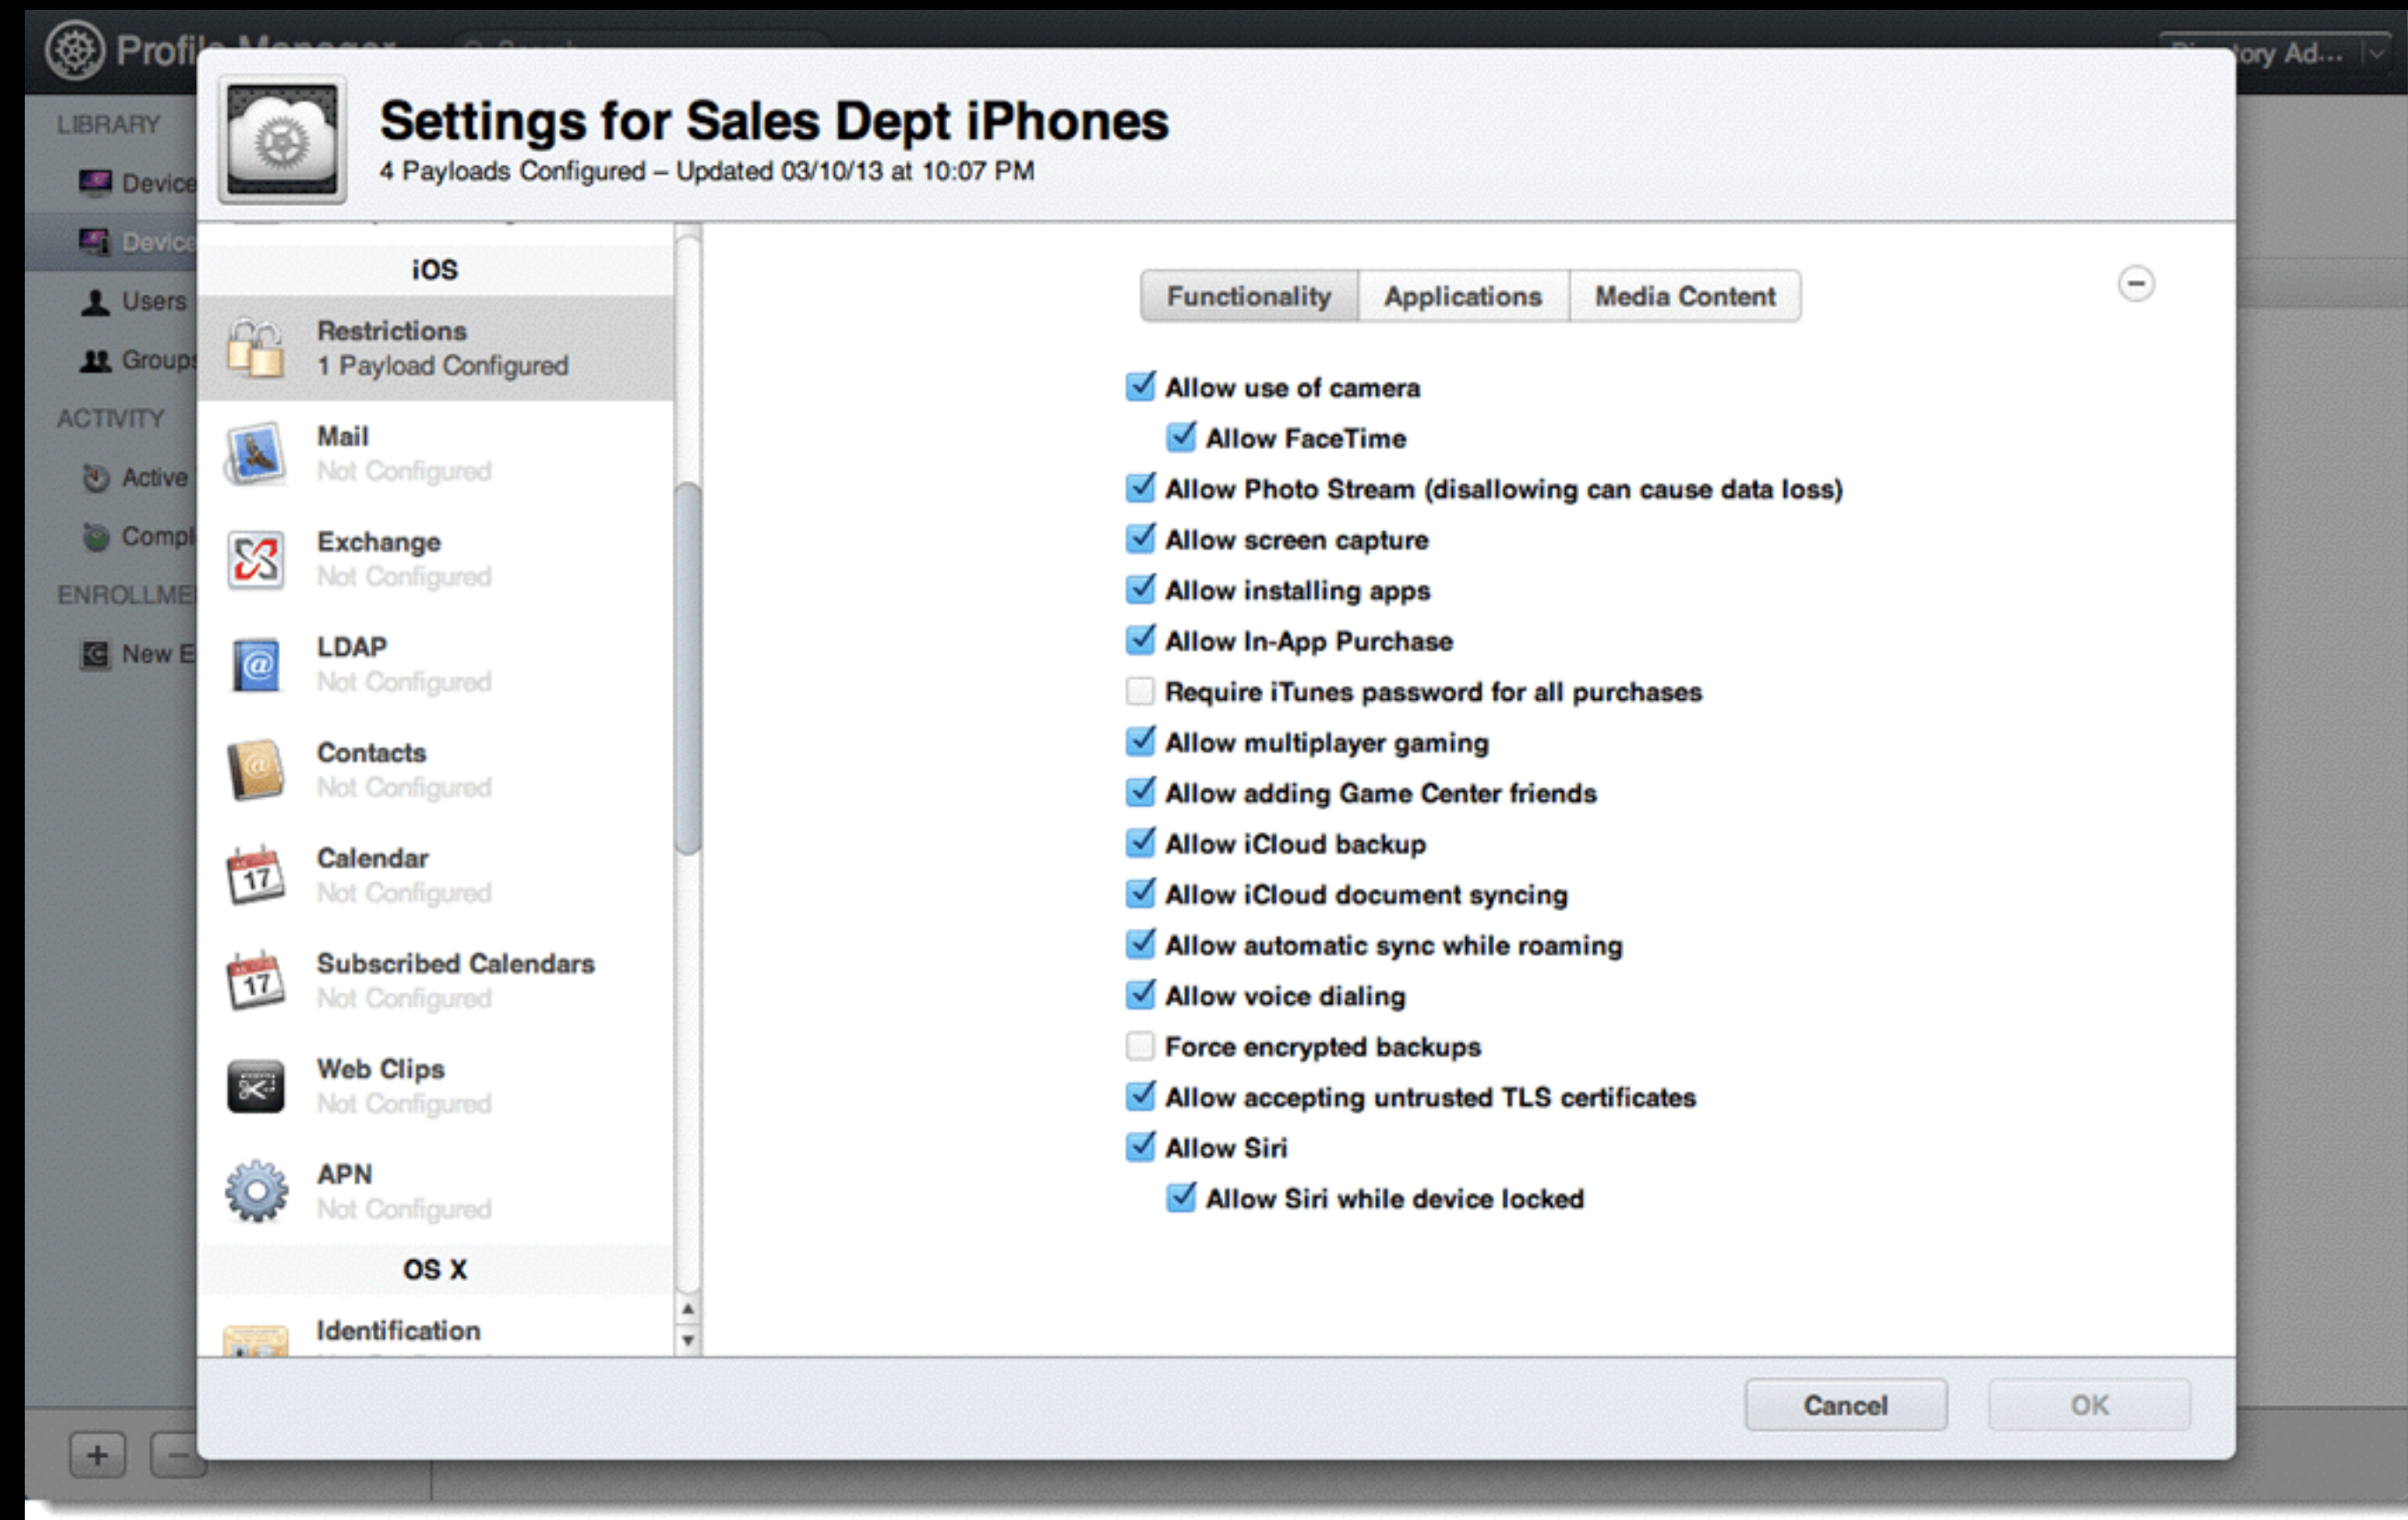 Settings for Sales Dept iPhones
4 Payloads Configured – Updated 03/10/13 at 10:07 PM
LIBRARY
Device
Device
Users
Groups
ACTIVITY
Active
New
iOS
Restrictions
1 Payload Configured
Mail
Not Configured
Exchange
Not Configured
LDAP
Not Configured
Contacts
Not Configured
Calendar
17
Not Configured
Subscribed Calendars
17
Not Configured
Web Clips
Not Configured
APN
Not Configured
OS X
Identification
Functionality Applications Media Content
Allow use of camera
Allow FaceTime
Allow Photo Stream (disallowing can cause data loss)
Allow screen capture
Allow installing apps
Allow In-App Purchase
Require iTunes password for all purchases
Allow multiplayer gaming
Allow adding Game Center friends
Allow iCloud backup
Allow iCloud document syncing
Allow automatic sync while roaming
Allow voice dialing
Force encrypted backups
Allow accepting untrusted TLS certificates
Allow Siri
Allow Siri while device locked
Cancel OK